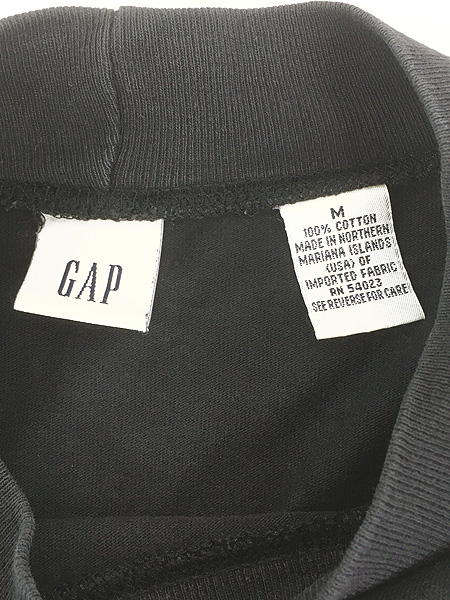 GAP
M
100% COTTON
MADE IN NORTHERN
MARIANA ISLANDS
(USA) OF
IMPORTED FABRIC
RN 54023
SEE REVERSE FOR CARE